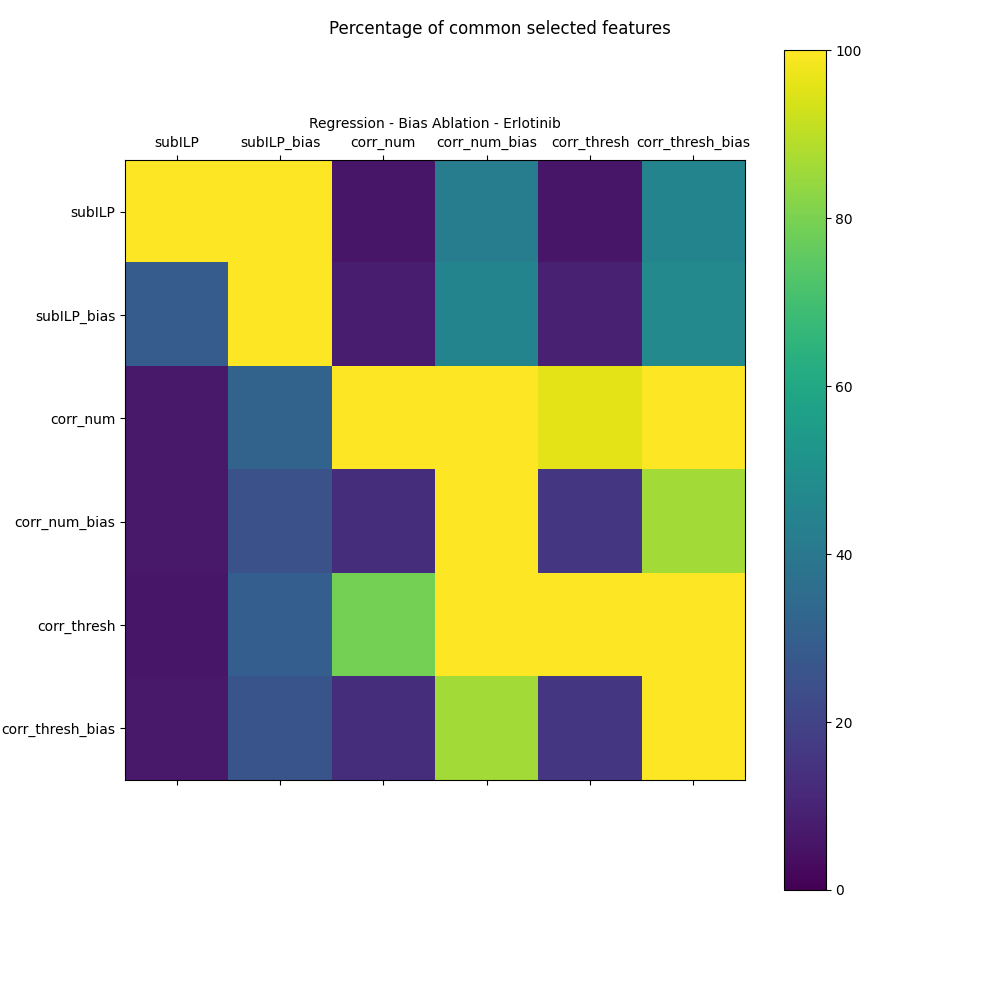 Percentage of common selected features
Regression - Bias Ablation - Erlotinib
subILP subILP_bias corr_num corr_num_bias corr_thresh corr_thresh_bias
subILP
subILP_bias
corr_num
corr_num_bias
corr_thresh
corr_thresh_bias
100
80
60
40
20
0